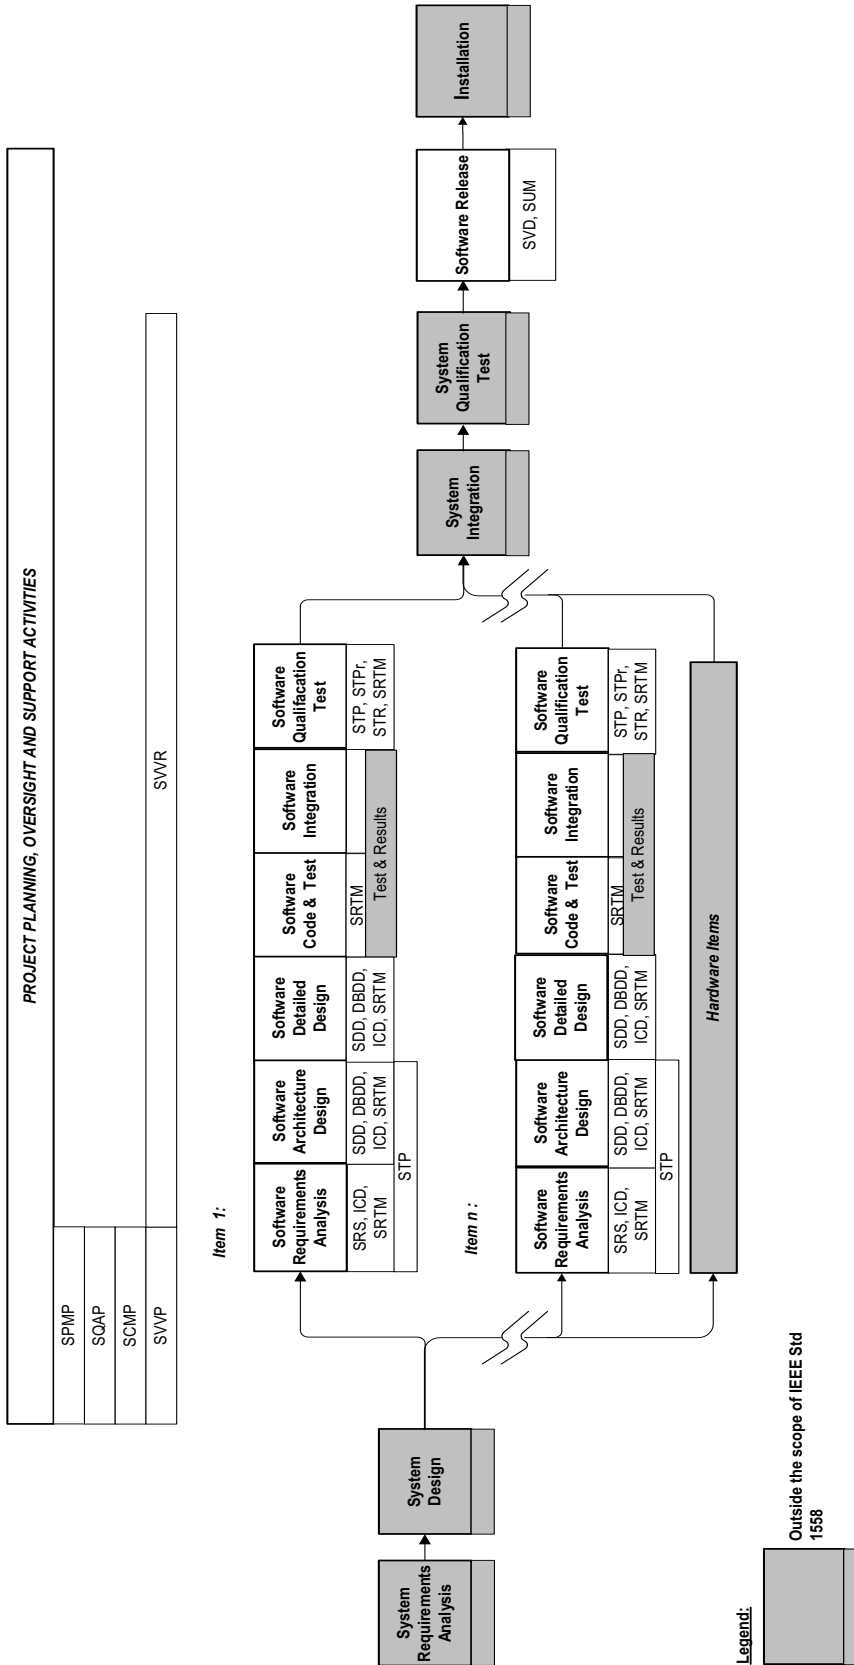 PROJECT PLANNING, OVERSIGHT AND SUPPORT ACTIVITIES
SPMP
SQAP
SCMP
SVVP
SVVR
Item 1:
Software
Requirements
Analysis
SRS, ICD,
SRTM
Software
Architecture
Design
SDD, DBDD,
ICD, SRTM
STP
Software
Detailed
Design
SDD, DBDD,
ICD, SRTM
Software
Code & Test
SRTM
Software
Integration
Test & Results
Software
Qualifacation
Test
STP, STPr,
STR, SRTM
System
Requirements
Analysis
System
Design
System
Integration
System
Qualification
Test
Software Release
SVD, SUM
Installation
Item n :
Software
Requirements
Analysis
SRS, ICD,
SRTM
Software
Architecture
Design
SDD, DBDD,
ICD, SRTM
STP
Software
Detailed
Design
SDD, DBDD,
ICD, SRTM
Software
Code & Test
SRTM
Software
Integration
Test & Results
Software
Qualification
Test
STP, STPr,
STR, SRTM
Hardware Items
Legend:
Outside the scope of IEEE Std
1558